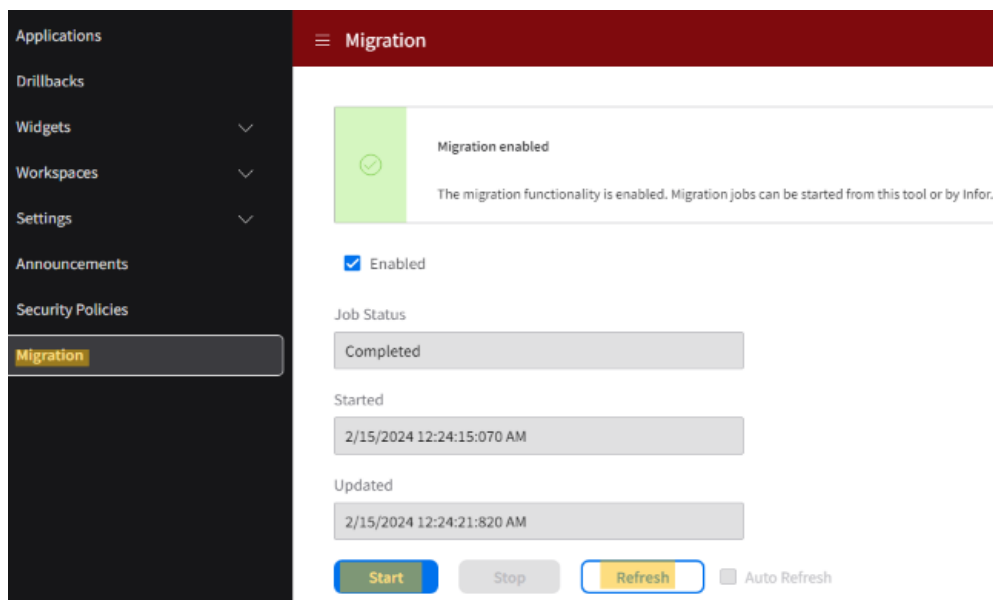 Applications
Drillbacks
Widgets
Workspaces
Settings
Announcements
Security Policies
Migration
Migration
Migration enabled
The migration functionality is enabled. Migration jobs can be started from this tool or by Infor.
Enabled
Job Status
Completed
Started
2/15/2024 12:24:15:070 AM
Updated
2/15/2024 12:24:21:820 AM
Start Stop Refresh Auto Refresh